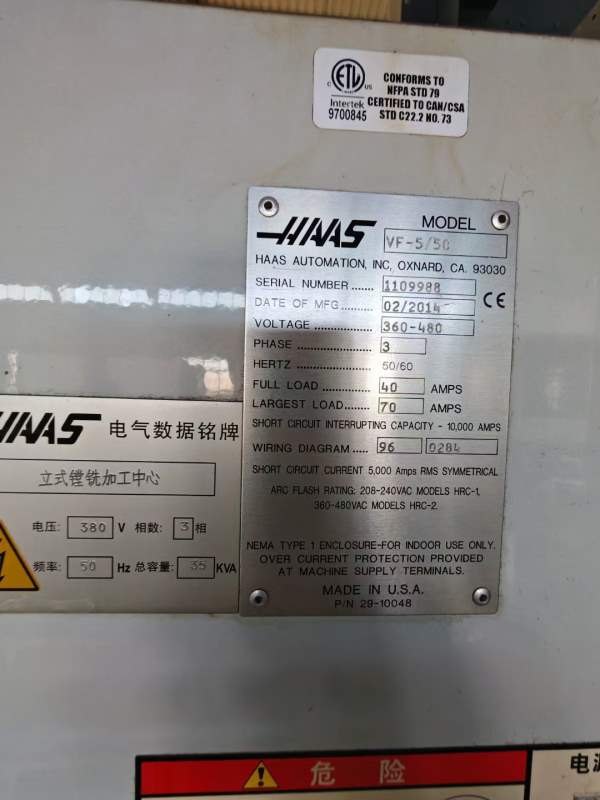 ETL
C US
Intertek
9700845
CONFORMS TO
NFPA STD 79
CERTIFIED TO CAN/CSA
STD C22.2 NO. 73
HAAS
MODEL
VF-5/50
HAAS AUTOMATION, INC, OXNARD, CA. 93030
SERIAL NUMBER ...... 1109988
DATE OF MFG .......... 02/2014
CE
VOLTAGE ................ 360-480
PHASE .................... 3
HERTZ 50/60
FULL LOAD ............. 40 AMPS
LARGEST LOAD....... 70 AMPS
SHORT CIRCUIT INTERRUPTING CAPACITY - 10,000 AMPS
WIRING DIAGRAM ..... 96 0284
SHORT CIRCUIT CURRENT 5,000 Amps RMS SYMMETRICAL
ARC FLASH RATING: 208-240VAC MODELS HRC-1,
360-480VAC MODELS HRC-2.
NEMA TYPE 1 ENCLOSURE-FOR INDOOR USE ONLY.
OVER CURRENT PROTECTION PROVIDED
AT MACHINE SUPPLY TERMINALS.
MADE IN U.S.A.
P/N 29-10048
HAAS 电气数据铭牌
立式镗铣加工中心
电压: 380 V 相数: 3 相
频率: 50 Hz 总容量: 35 KVA
危险
电源